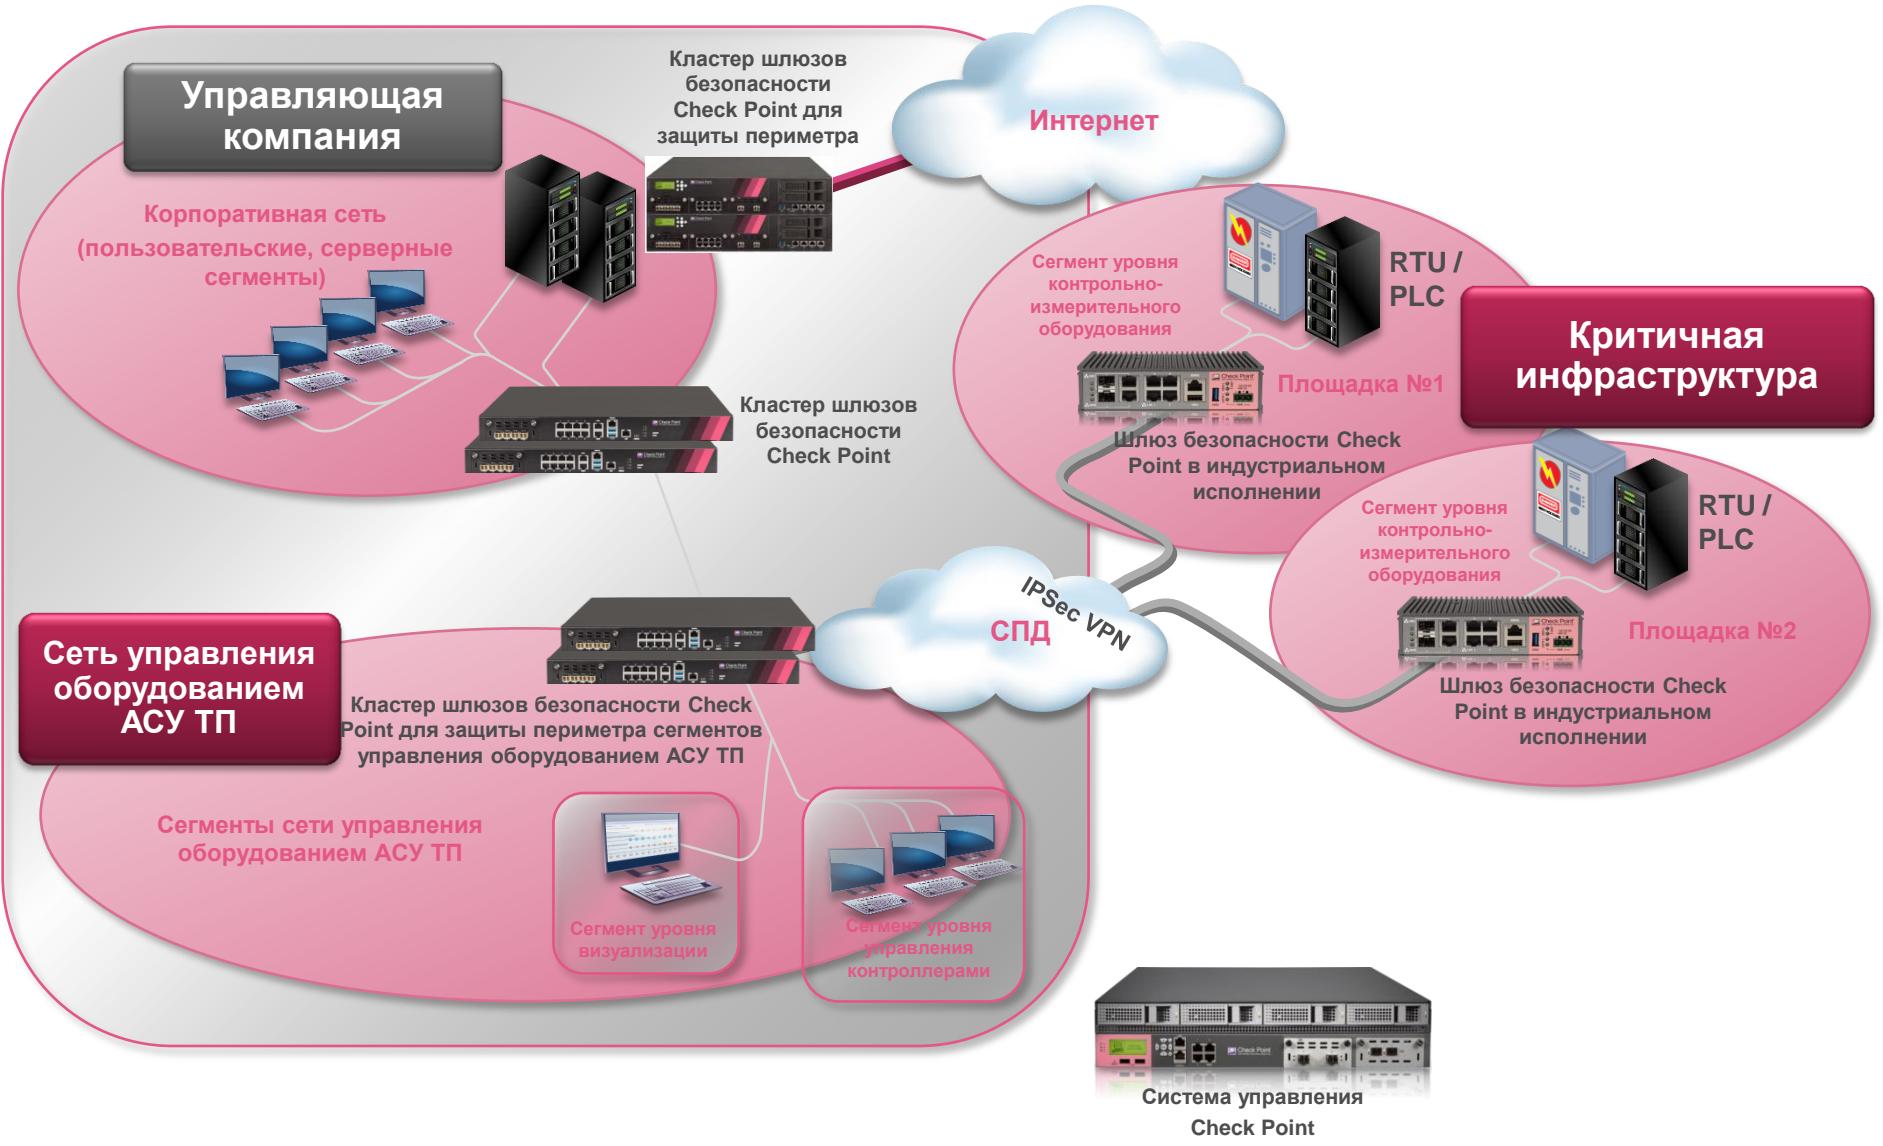 Управляющая
компания
Корпоративная сеть
(пользовательские, серверные
сегменты)
Кластер шлюзов
безопасности
Check Point для
защиты периметра
Интернет
Кластер шлюзов
безопасности
Check Point
Сегмент уровня
контрольно-
измерительного
оборудования
RTU /
PLC
Площадка №1
Шлюз безопасности Check
Point в индустриальном
исполнении
Критичная
инфраструктура
Сегмент уровня
контрольно-
измерительного
оборудования
RTU /
PLC
Площадка №2
Шлюз безопасности Check
Point в индустриальном
исполнении
IPSec VPN
СПД
Сеть управления
оборудованием
АСУ ТП
Кластер шлюзов безопасности Check
Point для защиты периметра сегментов
управления оборудованием АСУ ТП
Сегменты сети управления
оборудованием АСУ ТП
Сегмент уровня
визуализации
Сегмент уровня
управления
контроллерами
Check Point
Система управления
Check Point